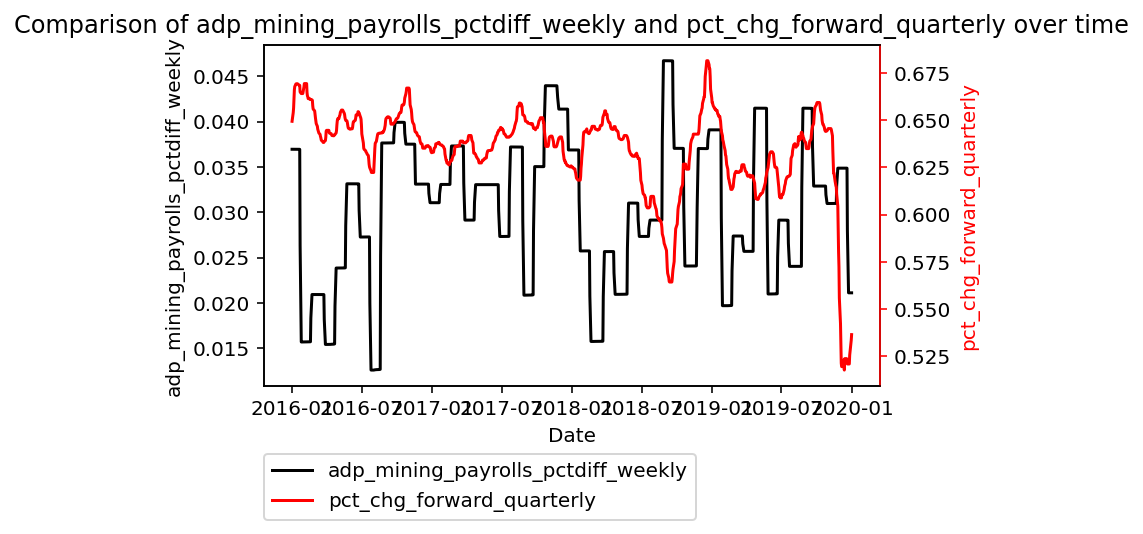 Comparison of adp_mining_payrolls_pctdiff_weekly and pct_chg_forward_quarterly over time
adp_mining_payrolls_pctdiff_weekly
0.045
0.040
0.035
0.030
0.025
0.020
0.015
0.675
0.650
0.625
0.600
0.575
0.550
0.525
pct_chg_forward_quarterly
2016-01 2016-07 2017-01 2017-07 2018-01 2018-07 2019-01 2019-07 2020-01
Date
adp_mining_payrolls_pctdiff_weekly
pct_chg_forward_quarterly